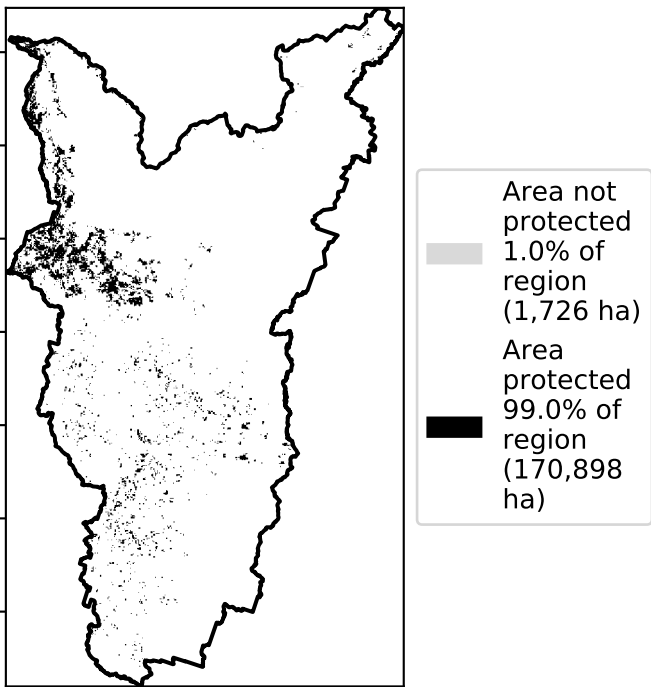 Area not
protected
1.0% of
region
(1,726 ha)
Area
protected
99.0% of
region
(170,898
ha)